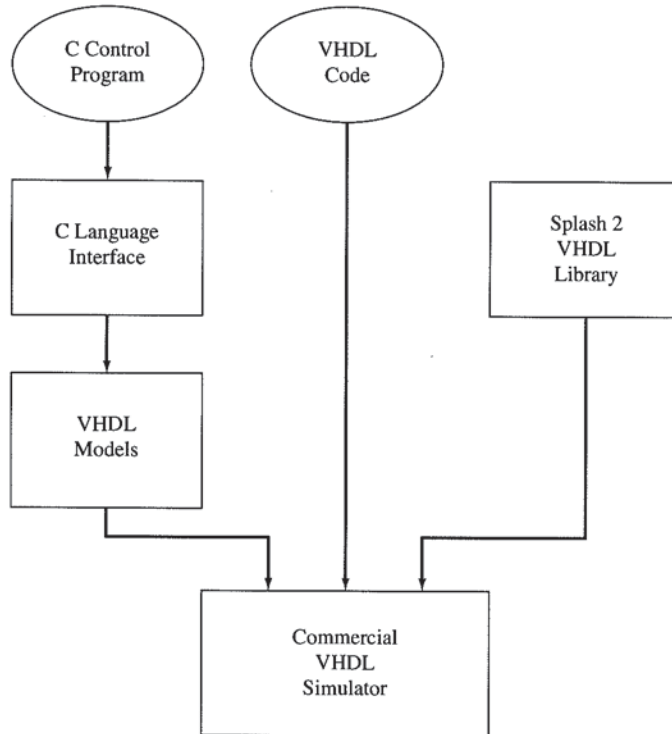 C Control
Program
VHDL
Code
C Language
Interface
Splash 2
VHDL
Library
VHDL
Models
Commercial
VHDL
Simulator